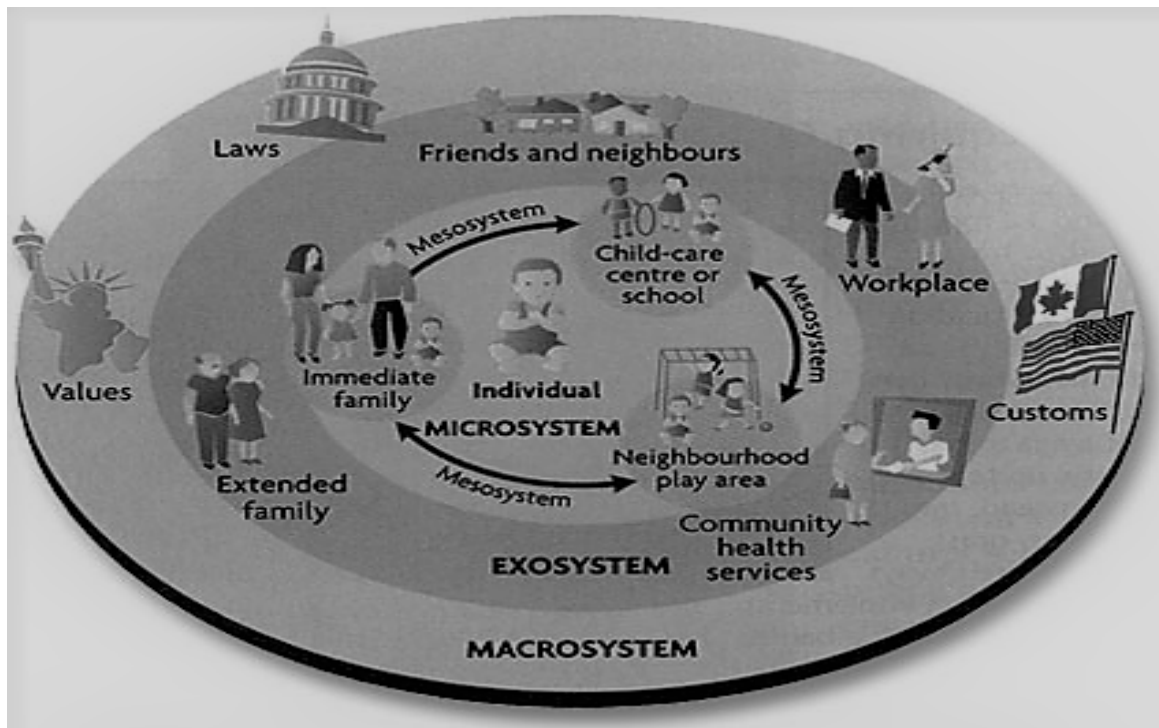 Laws
Friends and neighbours
Mesosystem
Child-care
centre or
school
Workplace
Mesosystem
Values
Immediate
family
Individual
Customs
MICROSYSTEM
Neighbourhood
play area
Mesosystem
Extended
family
Community
health
services
EXOSYSTEM
MACROSYSTEM